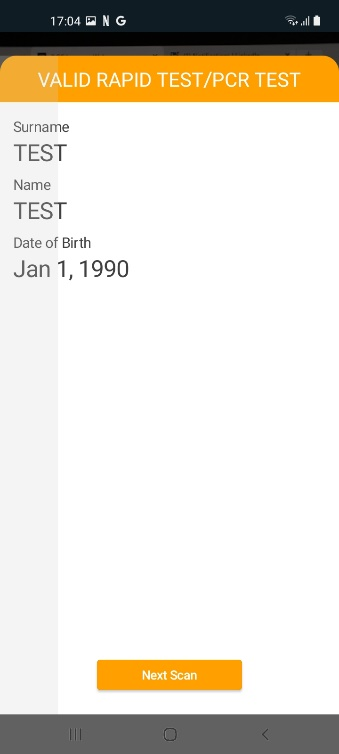 17:04 N G
VALID RAPID TEST/PCR TEST
Surname
TEST
Name
TEST
Date of Birth
Jan 1, 1990
Next Scan